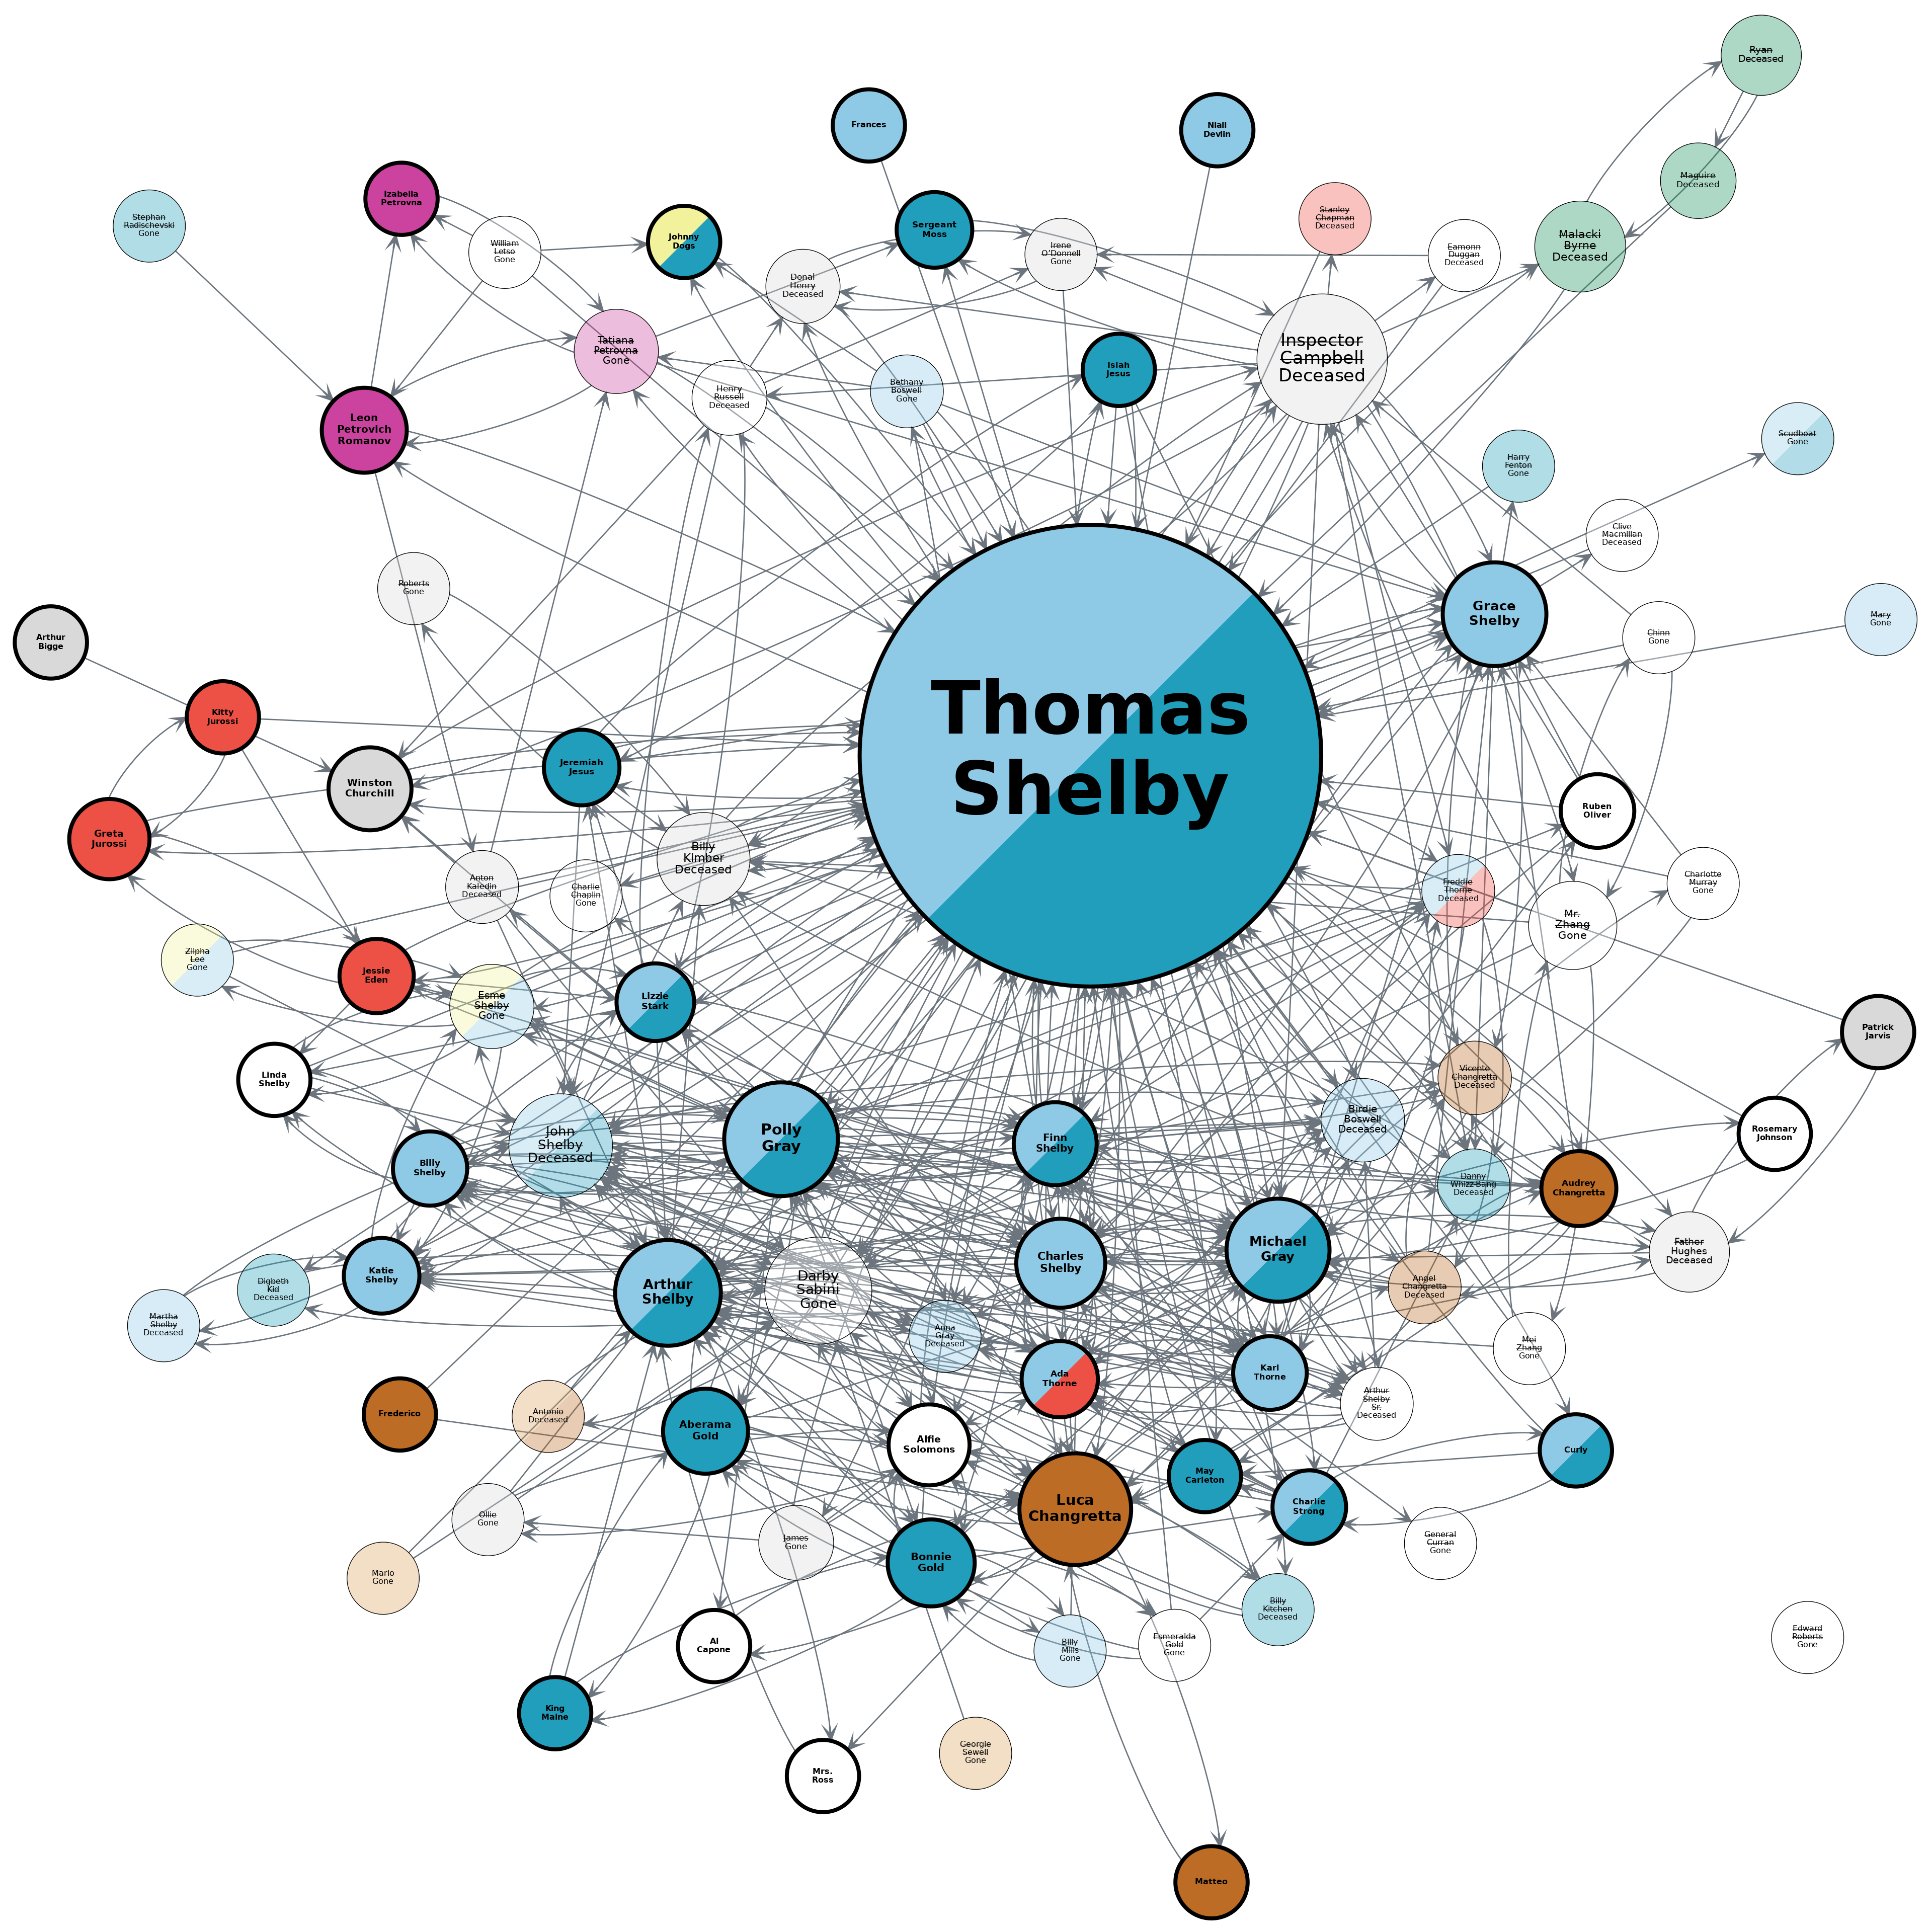 Ryan
Deceased
Frances
Niall
Devlin
Maguire
Deceased
Izabella
Petrovna
Stephan
Radischevski
Gone
William
Letso
Gone
Johnny
Dogs
Sergeant
Moss
Irene
O'Donnell
Gone
Stanley
Chapman
Deceased
Eamonn
Duggan
Deceased
Malacki
Byrne
Deceased
Donal
Henry
Deceased
Tatiana
Petrovna
Gone
Inspector
Campbell
Deceased
Isiah
Jesus
Bethany
Boswell
Gone
Henry
Russell
Deceased
Leon
Petrovich
Romanov
Scudboat
Gone
Harry
Fenton
Gone
Clive
Macmillan
Deceased
Roberts
Gone
Grace
Shelby
Mary
Gone
Chinn
Gone
Arthur
Bigge
Kitty
Jurossi
Thomas
Shelby
Jeremiah
Jesus
Winston
Churchill
Ruben
Oliver
Greta
Jurossi
Billy
Kimber
Deceased
Anton
Kaledin
Deceased
Charlie
Chaplin
Gone
Freddie
Thorne
Deceased
Charlotte
Murray
Gone
Mr.
Zhang
Gone
Zilpha
Lee
Gone
Jessie
Eden
Esme
Shelby
Gone
Lizzie
Stark
Patrick
Jarvis
Linda
Shelby
Vicente
Changretta
Deceased
Birdie
Boswell
Deceased
Rosemary
Johnson
Polly
Gray
Finn
Shelby
John
Shelby
Deceased
Billy
Shelby
Danny
Whizz-Bang
Deceased
Audrey
Changretta
Michael
Gray
Father
Hughes
Deceased
Charles
Shelby
Katie
Shelby
Digbeth
Kid
Deceased
Arthur
Shelby
Darby
Sabini
Gone
Angel
Changretta
Deceased
Martha
Shelby
Deceased
Anna
Gray
Deceased
Mei
Zhang
Gone
Ada
Thorne
Karl
Thorne
Arthur
Shelby
Sr.
Deceased
Frederico
Antonio
Deceased
Aberama
Gold
Alfie
Solomons
Curly
May
Carleton
Luca
Changretta
Charlie
Strong
Ollie
Gone
James
Gone
General
Curran
Gone
Bonnie
Gold
Mario
Gone
Billy
Kitchen
Deceased
Al
Capone
Billy
Mills
Gone
Esmeralda
Gold
Gone
Edward
Roberts
Gone
King
Maine
Georgie
Sewell
Gone
Mrs.
Ross
Matteo